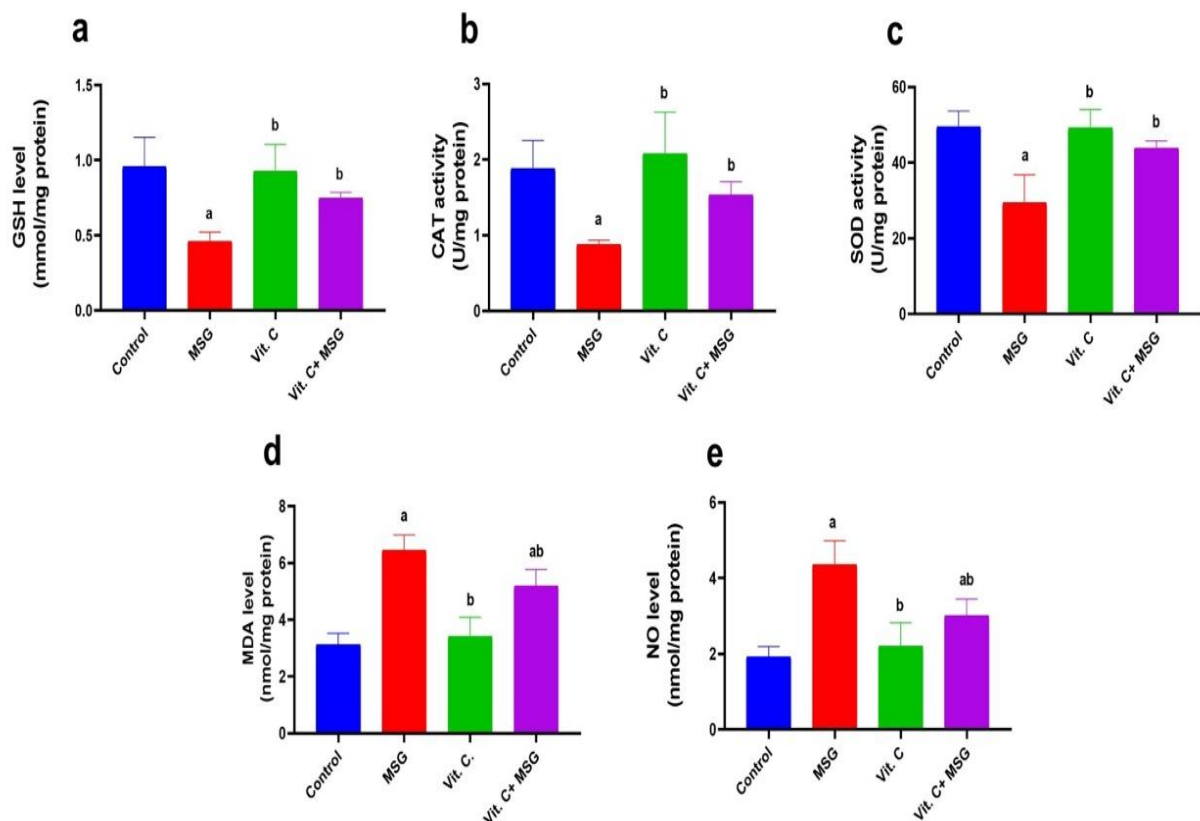 a
GSH level
(mmol/mg protein)
1.5
1.0
0.5
0.0
a
b
b
Control
MSG
Vit. C
Vit. C+ MSG
b
CAT activity
(U/mg protein)
3
2
1
0
a
b
b
Control
MSG
Vit. C
Vit. C+ MSG
c
SOD activity
(U/mg protein)
60
40
20
0
a
b
b
Control
MSG
Vit. C
Vit. C+ MSG
d
MDA level
(nmol/mg protein)
8
6
4
2
0
a
b
ab
Control
MSG
Vit. C.
Vit. C+ MSG
e
NO level
(nmol/mg protein)
6
4
2
0
a
b
ab
Control
MSG
Vit. C
Vit. C+ MSG